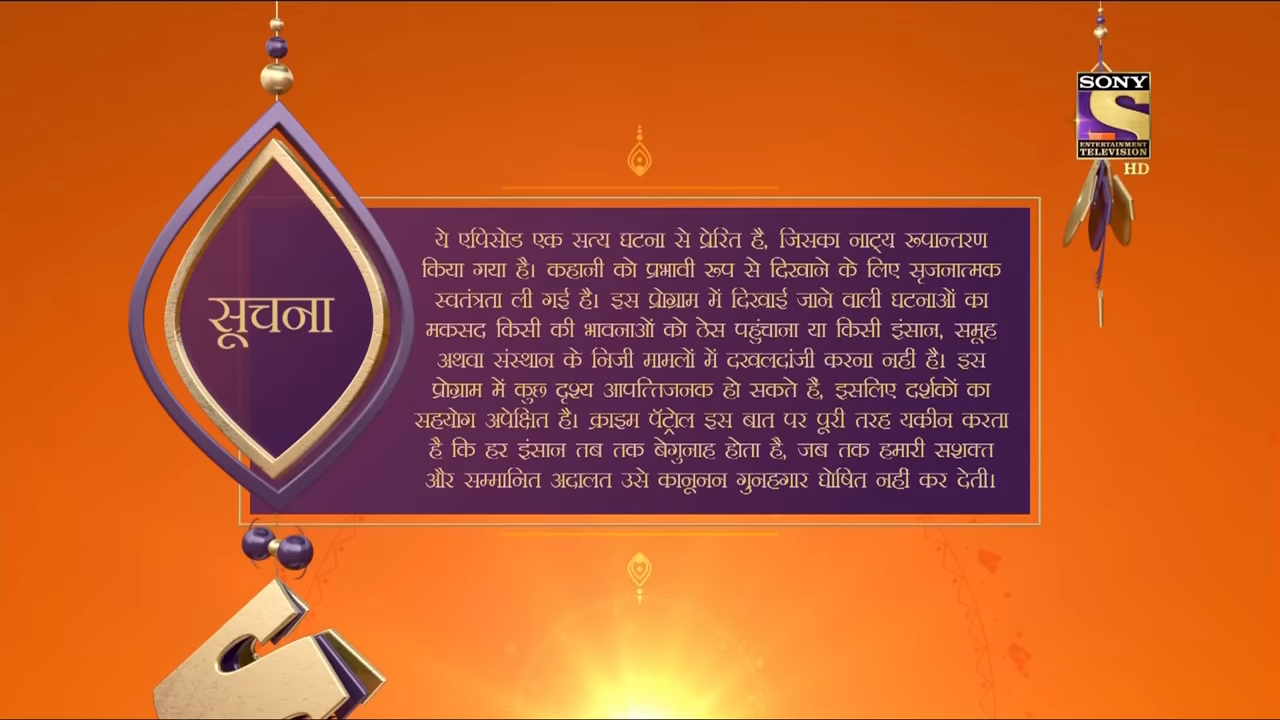 SONY
ENTERTAINMENT
TELEVISION
HD
सूचना
ये एपिसोड एक सत्य घटना से प्रेरित है, जिसका नाट्य रूपान्तरण
किया गया है। कहानी को प्रभावी रूप से दिखाने के लिए सृजनात्मक
स्वतंत्रता ली गई है। इस प्रोग्राम में दिखाई जाने वाली घटनाओं का
मकसद किसी की भावनाओं को ठेस पहुंचाना या किसी इंसान, समूह
अथवा संस्थान के निजी मामलों में दखलदांजी करना नहीं है। इस
प्रोग्राम में कुछ दृश्य आपत्तिजनक हो सकते हैं, इसलिए दर्शकों का
सहयोग अपेक्षित है। क्राइम पॅट्रोल इस बात पर पूरी तरह यकीन करता
है कि हर इंसान तब तक बेगुनाह होता है, जब तक हमारी सशक्त
और सम्मानित अदालत उसे कानूनन गुनहगार घोषित नहीं कर देती।